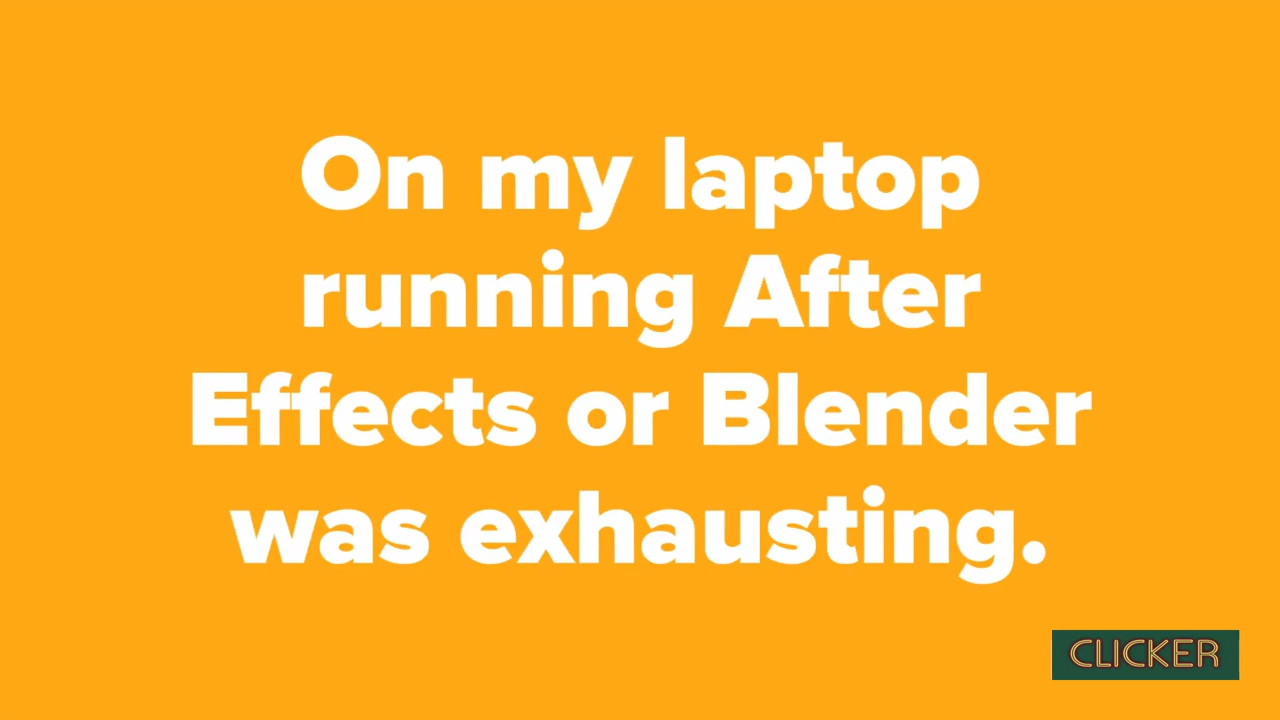 On my laptop
running After
Effects or Blender
was exhausting.
CLICKER